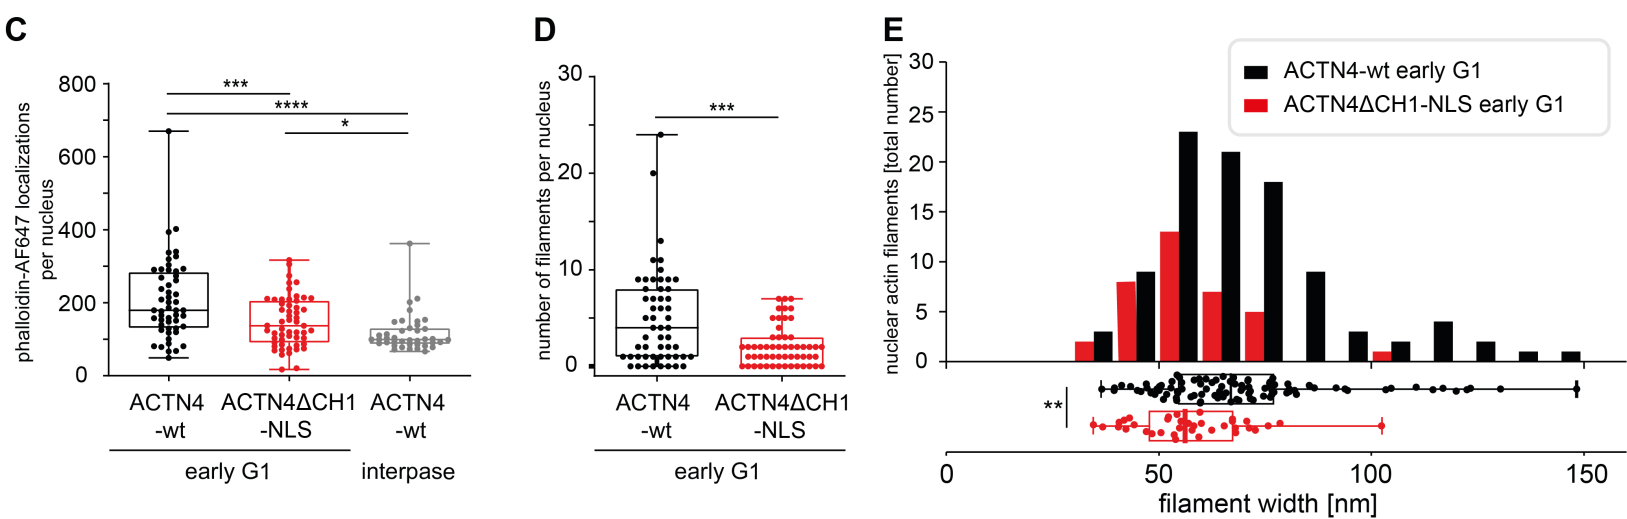 C
phalloidin-AF647 localizations
per nucleus
800
600
400
200
0
***
****
*
ACTN4
-wt
ACTN4ΔCH1
-NLS
ACTN4
-wt
early G1
interpase
D
number of filaments per nucleus
30
20
10
0
***
ACTN4
-wt
ACTN4ΔCH1
-NLS
early G1
E
nuclear actin filaments [total number]
30
25
20
15
10
5
0
ACTN4-wt early G1
ACTN4ΔCH1-NLS early G1
**
0
50
100
150
filament width [nm]